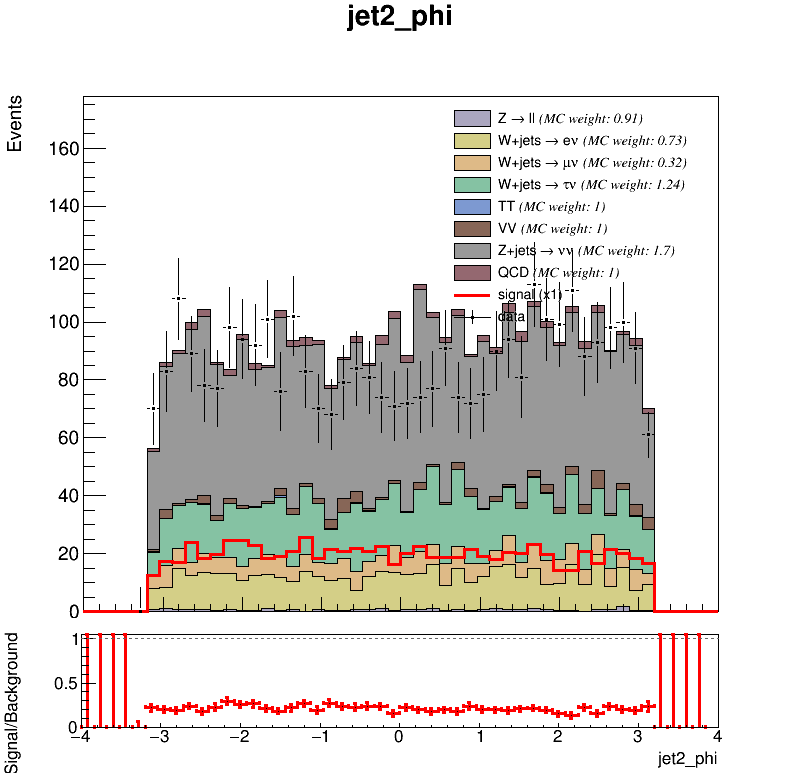 jet2_phi
Events
160
140
120
100
80
60
40
20
0
Z → ll (MC weight: 0.91)
W+jets → eν (MC weight: 0.73)
W+jets → μν (MC weight: 0.32)
W+jets → τν (MC weight: 1.24)
TT (MC weight: 1)
VV (MC weight: 1)
Z+jets → νν (MC weight: 1.7)
QCD (MC weight: 1)
signal (x1)
data
Signal/Background
1
0.5
0
−4 −3 −2 −1 0 1 2 3 4
jet2_phi